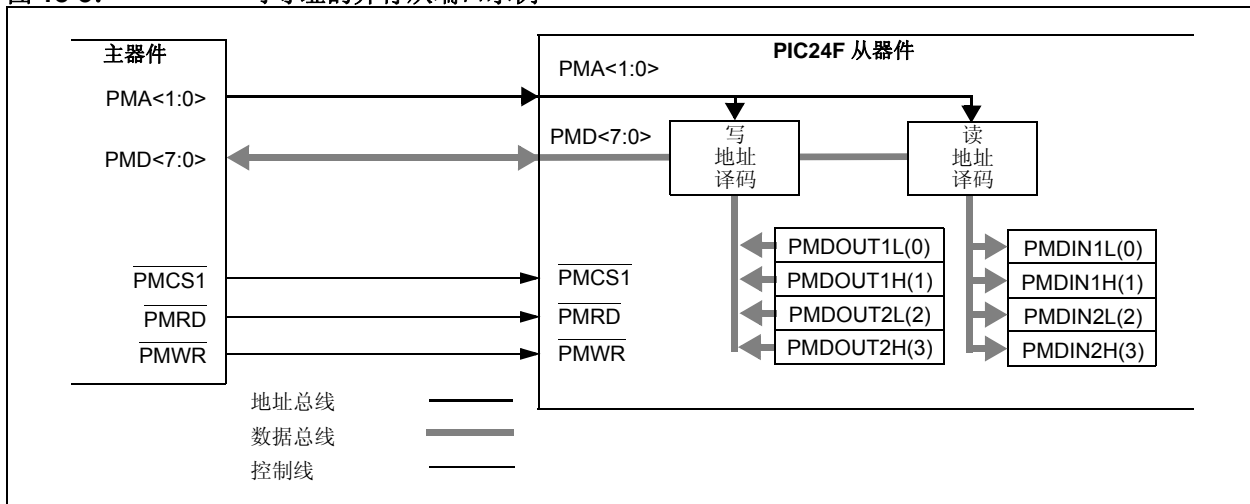 主器件
PMA<1:0>
PMD<7:0>
PMCS1
PMRD
PMWR
PIC24F 从器件
PMA<1:0>
PMD<7:0>
写
地址
译码
读
地址
译码
PMCS1
PMRD
PMWR
PMDOUT1L(0)
PMDOUT1H(1)
PMDOUT2L(2)
PMDOUT2H(3)
PMDIN1L(0)
PMDIN1H(1)
PMDIN2L(2)
PMDIN2H(3)
地址总线
数据总线
控制线